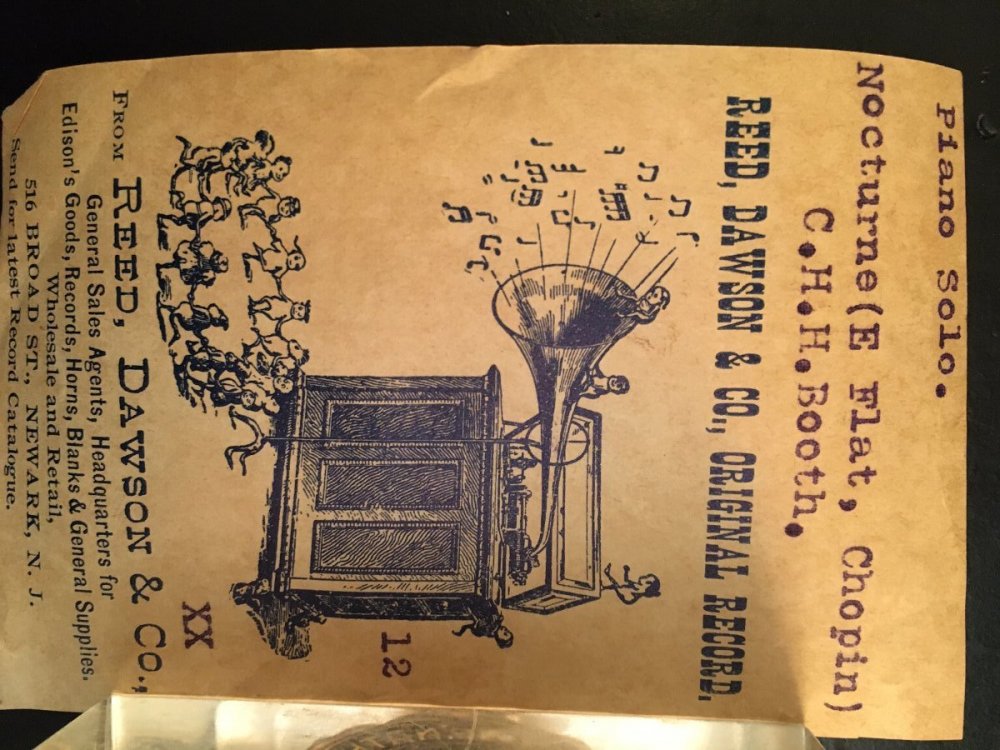 Piano Solo.
Nocturne(E Flat, Chopin)
C.H.H.Booth.
REED, DAWSON & CO., ORIGINAL RECORD,
12
XX
FROM REED, DAWSON & CO.,
General Sales Agents, Headquarters for
Edison's Goods, Records, Horns, Blanks & General Supplies.
Wholesale and Retail,
516 BROAD ST., NEWARK, N. J.
Send for latest Record Catalogue.